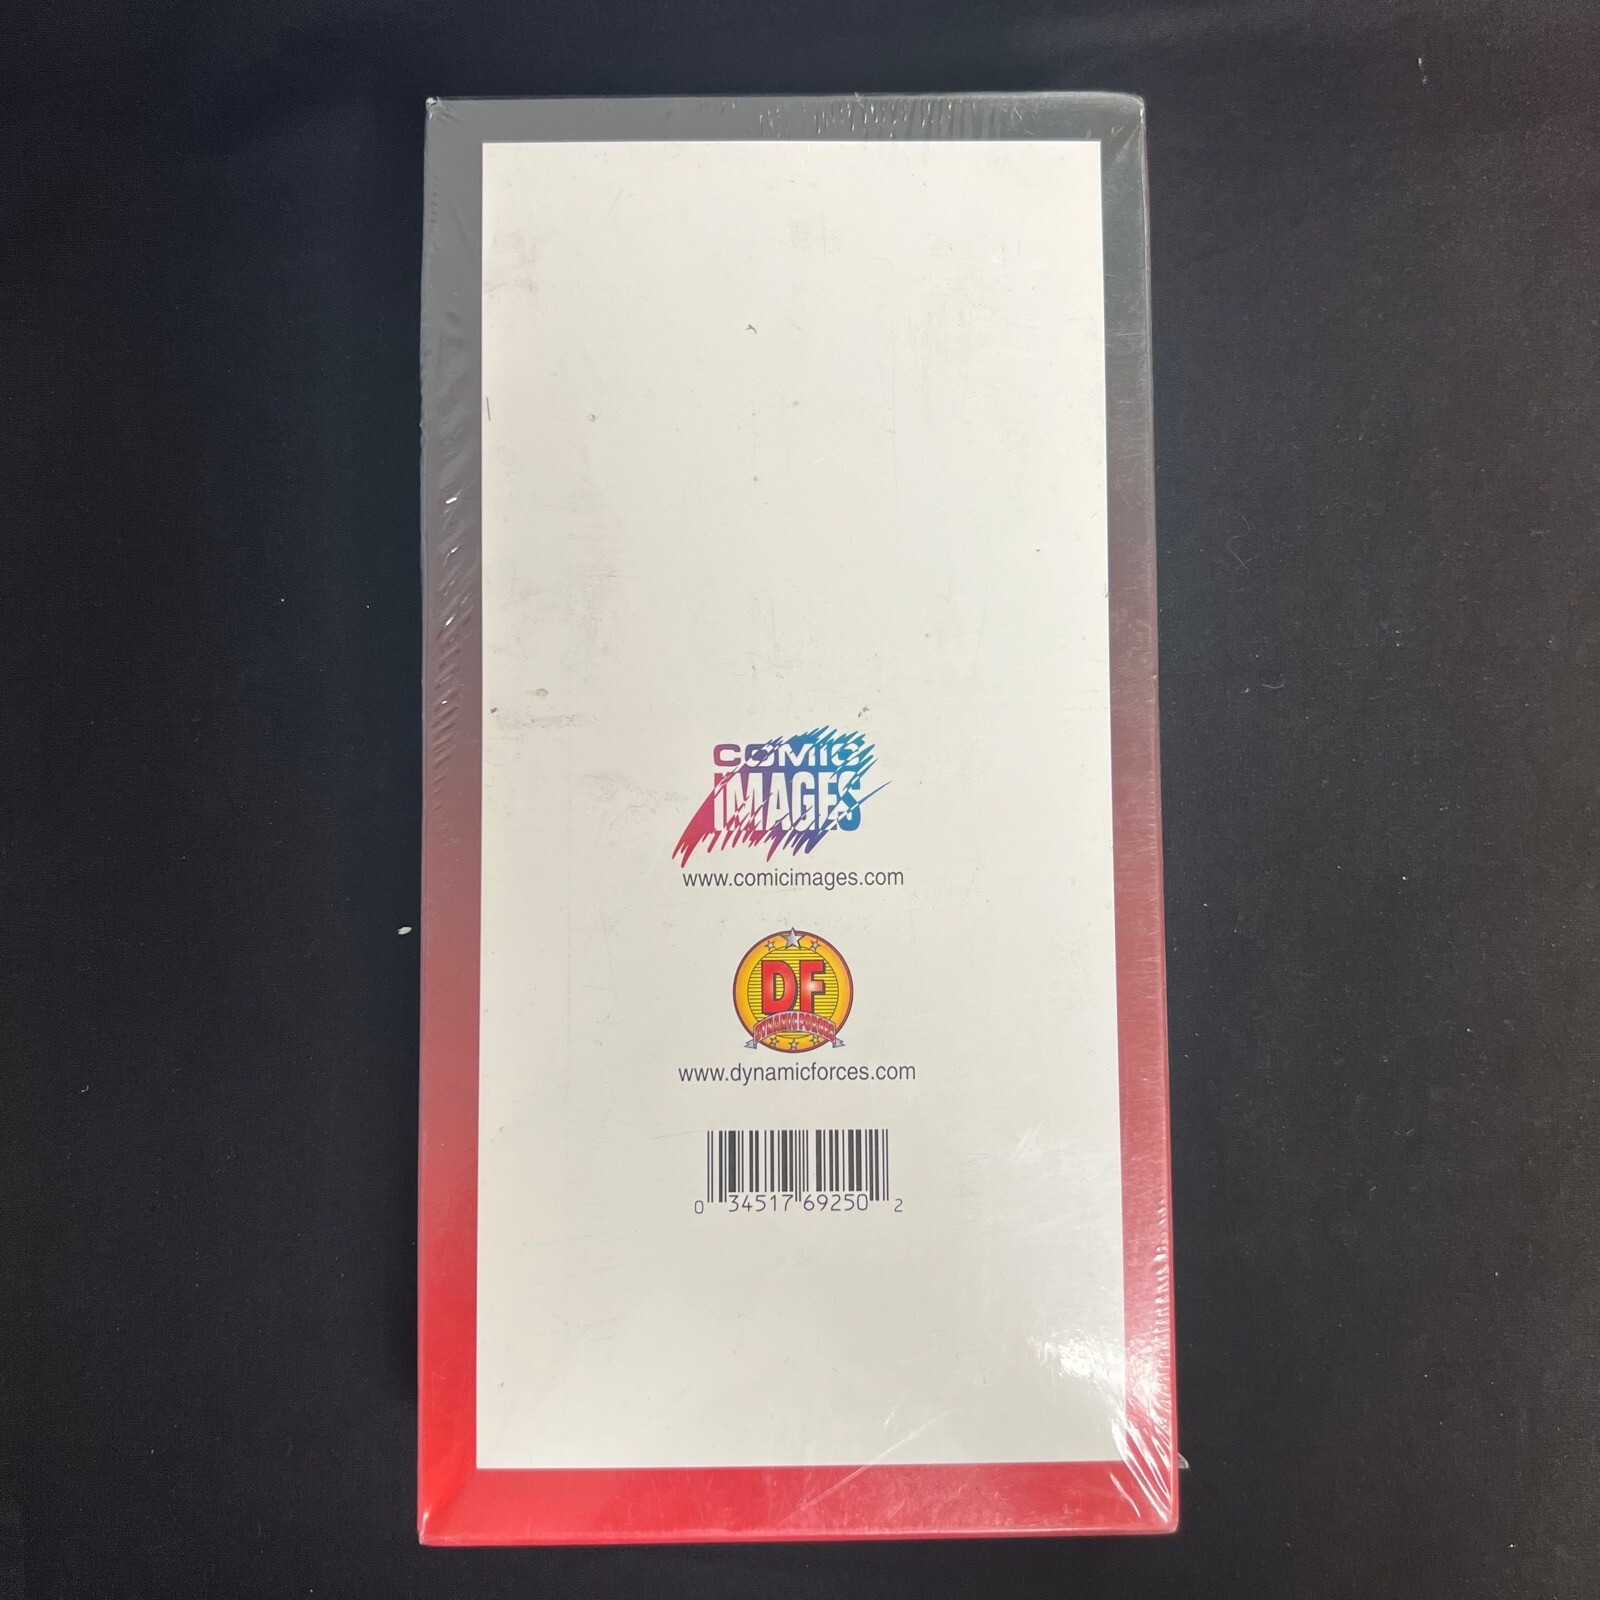 COMIC
IMAGES
www.comicimages.com
DF
DYNAMIC FORCES
www.dynamicforces.com
0 34517 69250 2